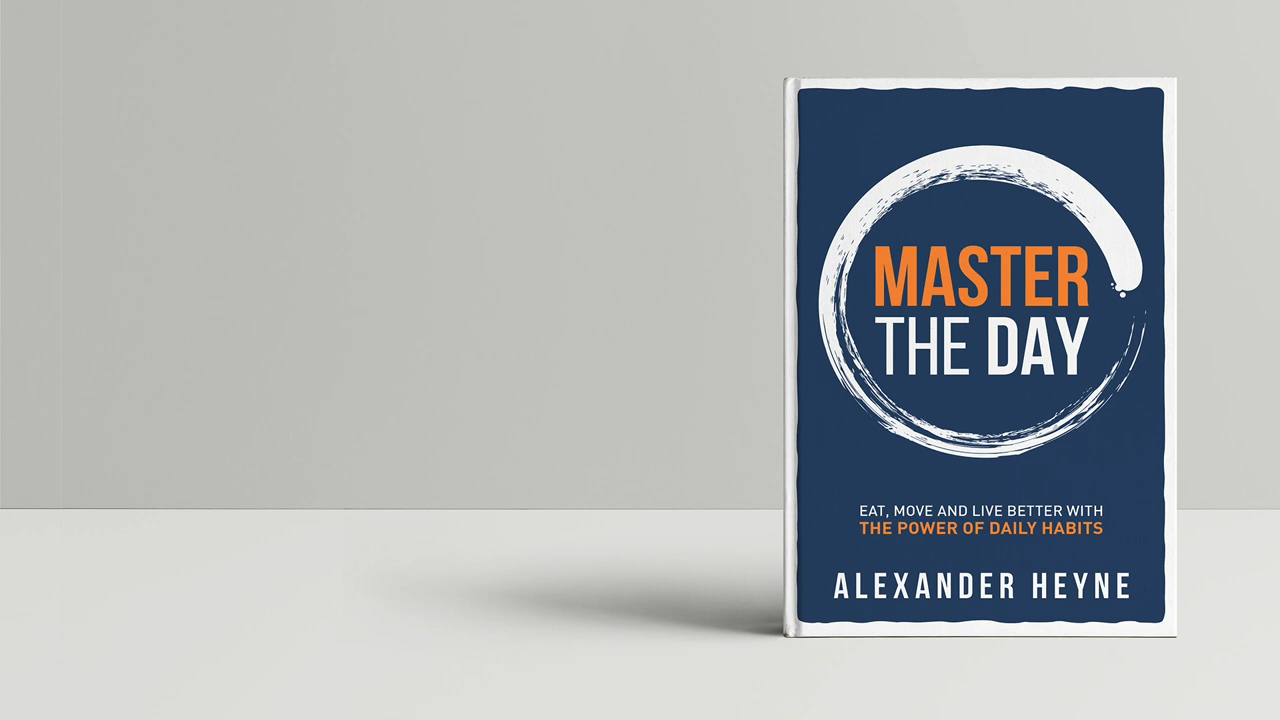 MASTER
THE DAY
EAT, MOVE AND LIVE BETTER WITH
THE POWER OF DAILY HABITS
ALEXANDER HEYNE